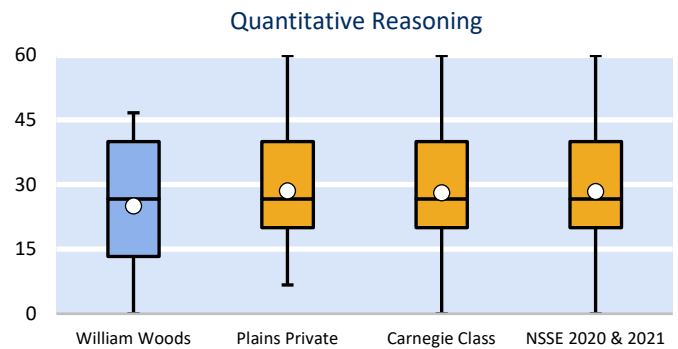 Quantitative Reasoning
60
45
30
15
0
William Woods Plains Private Carnegie Class NSSE 2020 & 2021